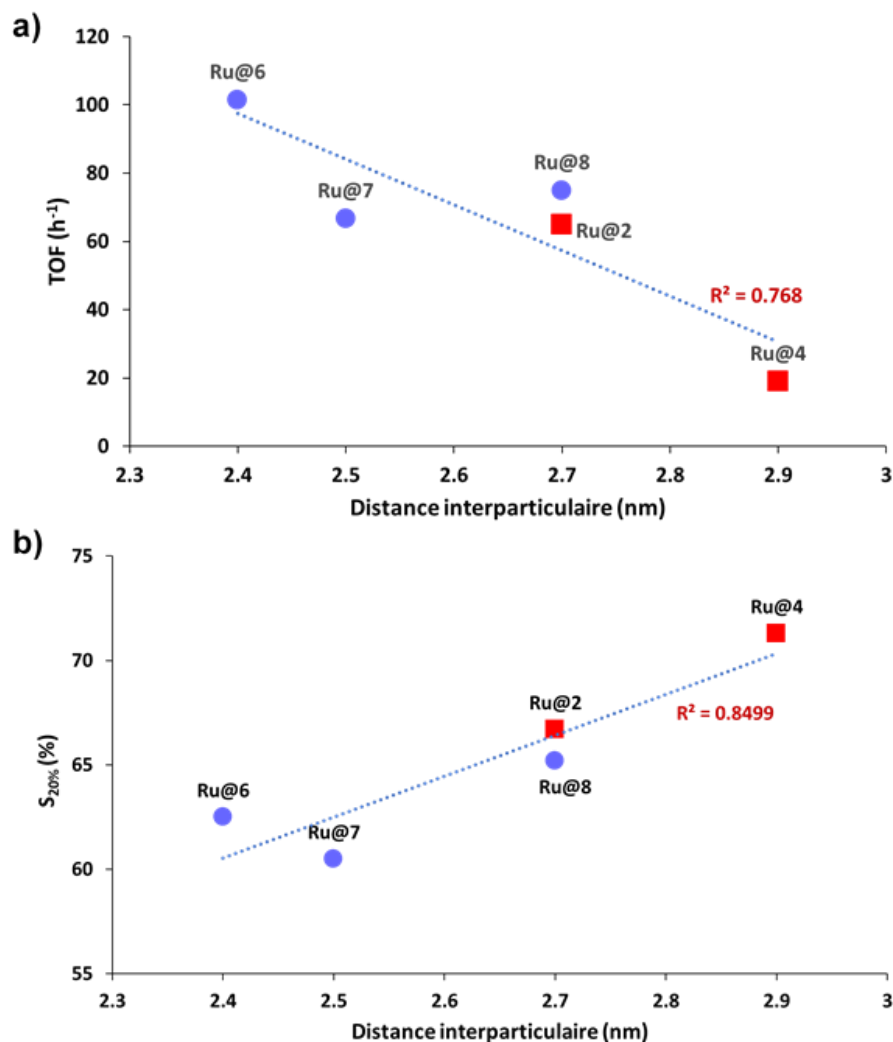 a)
TOF (h-1)
120
100
80
60
40
20
0
Ru@6
Ru@7
Ru@8
Ru@2
R² = 0.768
Ru@4
2.3 2.4 2.5 2.6 2.7 2.8 2.9 3
Distance interparticulaire (nm)
b)
S20% (%)
75
70
65
60
55
Ru@4
Ru@2
R² = 0.8499
Ru@8
Ru@6
Ru@7
2.3 2.4 2.5 2.6 2.7 2.8 2.9 3
Distance interparticulaire (nm)